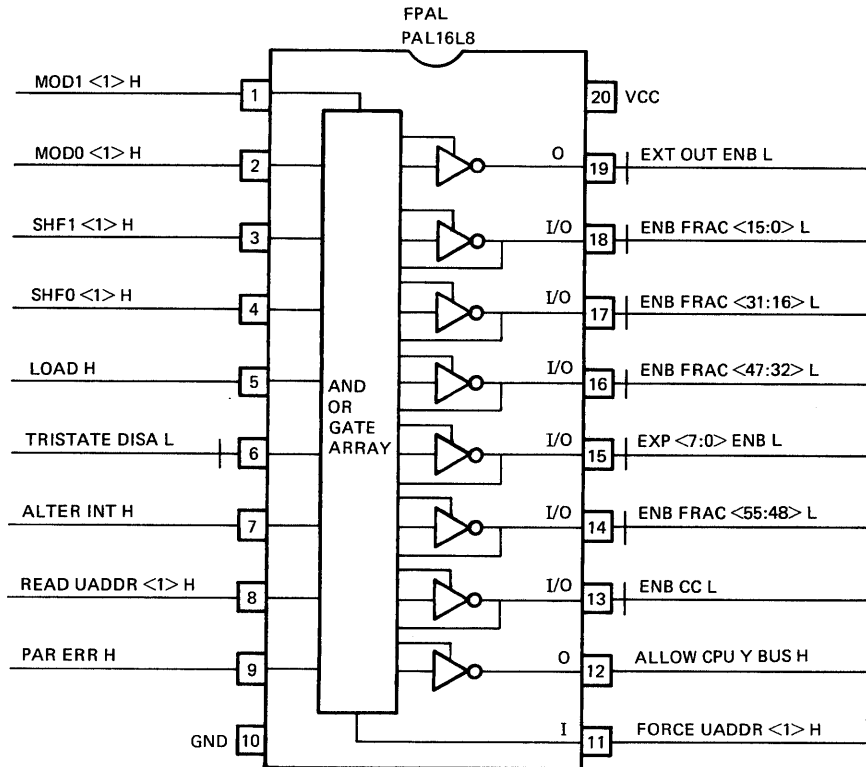 FPAL
PAL16L8
MOD1 <1> H
1
20
VCC
MOD0 <1> H
2
O
19
EXT OUT ENB L
SHF1 <1> H
3
I/O
18
ENB FRAC <15:0> L
SHF0 <1> H
4
I/O
17
ENB FRAC <31:16> L
LOAD H
5
AND
OR
GATE
ARRAY
I/O
16
ENB FRAC <47:32> L
TRISTATE DISA L
6
I/O
15
EXP <7:0> ENB L
ALTER INT H
7
I/O
14
ENB FRAC <55:48> L
READ UADDR <1> H
8
I/O
13
ENB CC L
PAR ERR H
9
O
12
ALLOW CPU Y BUS H
GND
10
I
11
FORCE UADDR <1> H